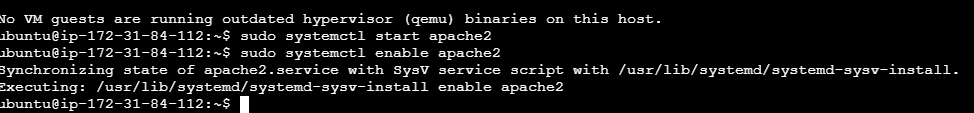 No VM guests are running outdated hypervisor (qemu) binaries on this host.
ubuntu@ip-172-31-84-112:~$ sudo systemctl start apache2
ubuntu@ip-172-31-84-112:~$ sudo systemctl enable apache2
Synchronizing state of apache2.service with SysV service script with /usr/lib/systemd/systemd-sysv-install.
Executing: /usr/lib/systemd/systemd-sysv-install enable apache2
ubuntu@ip-172-31-84-112:~$